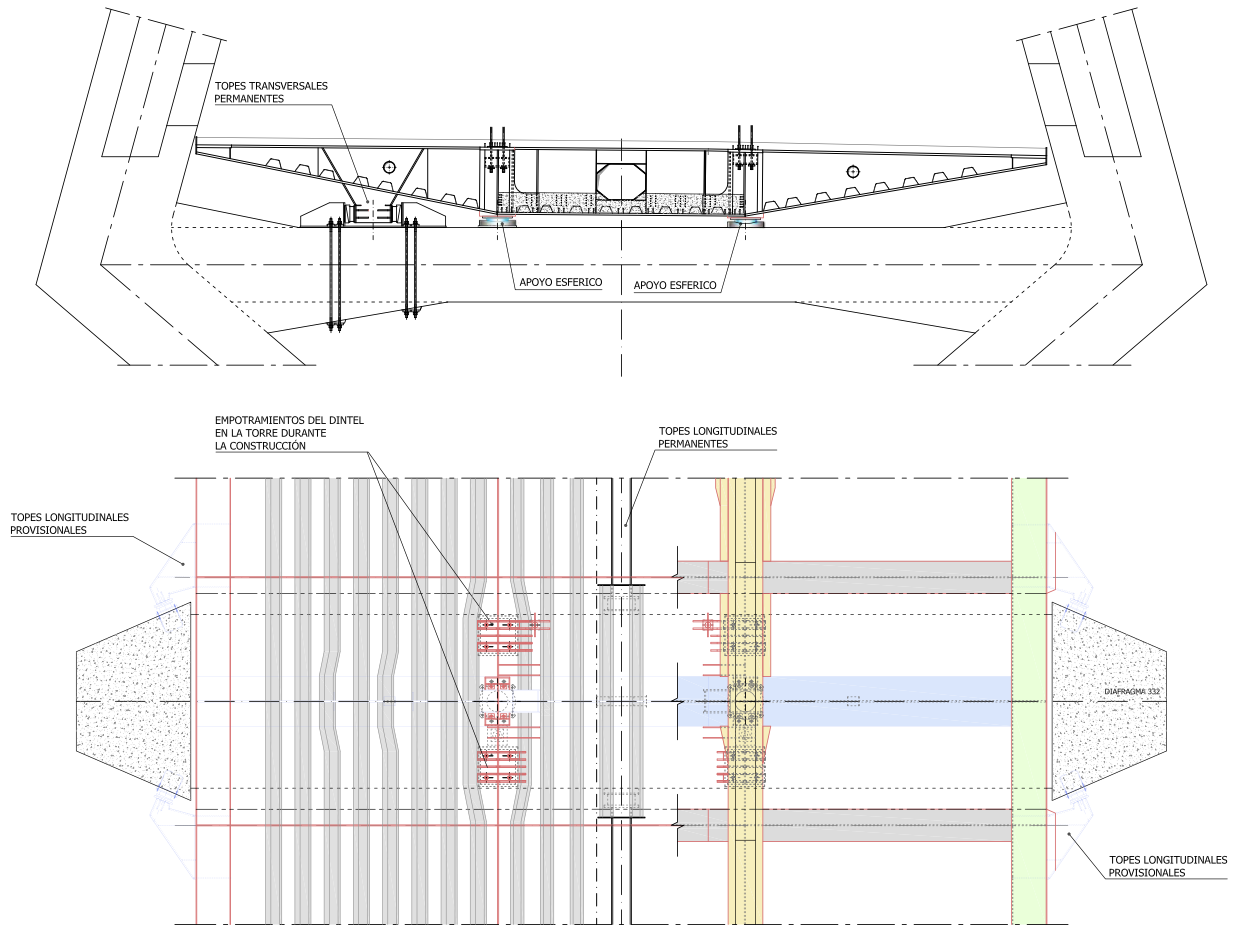 TOPES TRANSVERSALES
PERMANENTES
APOYO ESFERICO
APOYO ESFERICO
EMPOTRAMIENTOS DEL DINTEL
EN LA TORRE DURANTE
LA CONSTRUCCIÓN
TOPES LONGITUDINALES
PERMANENTES
TOPES LONGITUDINALES
PROVISIONALES
DIAFRAGMA 332
TOPES LONGITUDINALES
PROVISIONALES